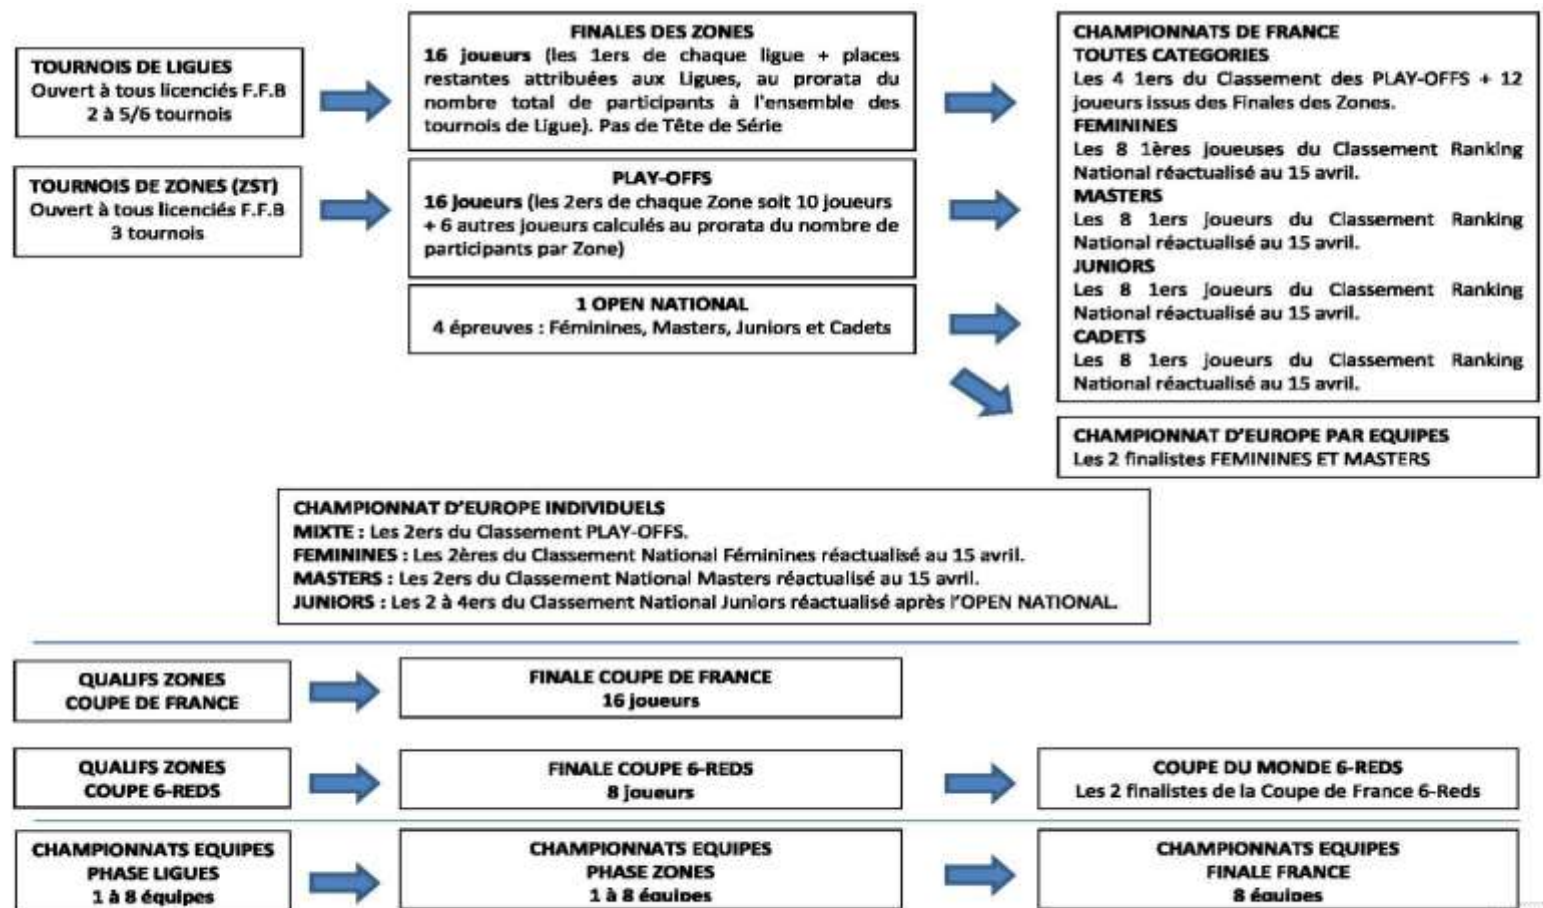 TOURNOIS DE LIGUES
Ouvert à tous licenciés F.F.B
2 à 5/6 tournois
FINALES DES ZONES
16 joueurs (les 1ers de chaque ligue + places
restantes attribuées aux Ligues, au prorata du
nombre total de participants à l'ensemble des
tournois de Ligue). Pas de Tête de Série
CHAMPIONNATS DE FRANCE
TOUTES CATEGORIES
Les 4 1ers du Classement des PLAY-OFFS + 12
joueurs issus des Finales des Zones.
FEMININES
Les 8 1ères joueuses du Classement Ranking
National réactualisé au 15 avril.
MASTERS
Les 8 1ers joueurs du Classement Ranking
National réactualisé au 15 avril.
JUNIORS
Les 8 1ers joueurs du Classement Ranking
National réactualisé au 15 avril.
CADETS
Les 8 1ers joueurs du Classement Ranking
National réactualisé au 15 avril.
TOURNOIS DE ZONES (ZST)
Ouvert à tous licenciés F.F.B
3 tournois
PLAY-OFFS
16 joueurs (les 2ers de chaque Zone soit 10 joueurs
+ 6 autres joueurs calculés au prorata du nombre de
participants par Zone)
1 OPEN NATIONAL
4 épreuves : Féminines, Masters, Juniors et Cadets
CHAMPIONNAT D'EUROPE PAR EQUIPES
Les 2 finalistes FEMININES ET MASTERS
CHAMPIONNAT D'EUROPE INDIVIDUELS
MIXTE : Les 2ers du Classement PLAY-OFFS.
FEMININES : Les 2ères du Classement National Féminines réactualisé au 15 avril.
MASTERS : Les 2ers du Classement National Masters réactualisé au 15 avril.
JUNIORS : Les 2 à 4ers du Classement National Juniors réactualisé après l'OPEN NATIONAL.
QUALIFS ZONES
COUPE DE FRANCE
FINALE COUPE DE FRANCE
16 joueurs
QUALIFS ZONES
COUPE 6-REDS
FINALE COUPE 6-REDS
8 joueurs
COUPE DU MONDE 6-REDS
Les 2 finalistes de la Coupe de France 6-Reds
CHAMPIONNATS EQUIPES
PHASE LIGUES
1 à 8 équipes
CHAMPIONNATS EQUIPES
PHASE ZONES
1 à 8 équipes
CHAMPIONNATS EQUIPES
FINALE FRANCE
8 équipes